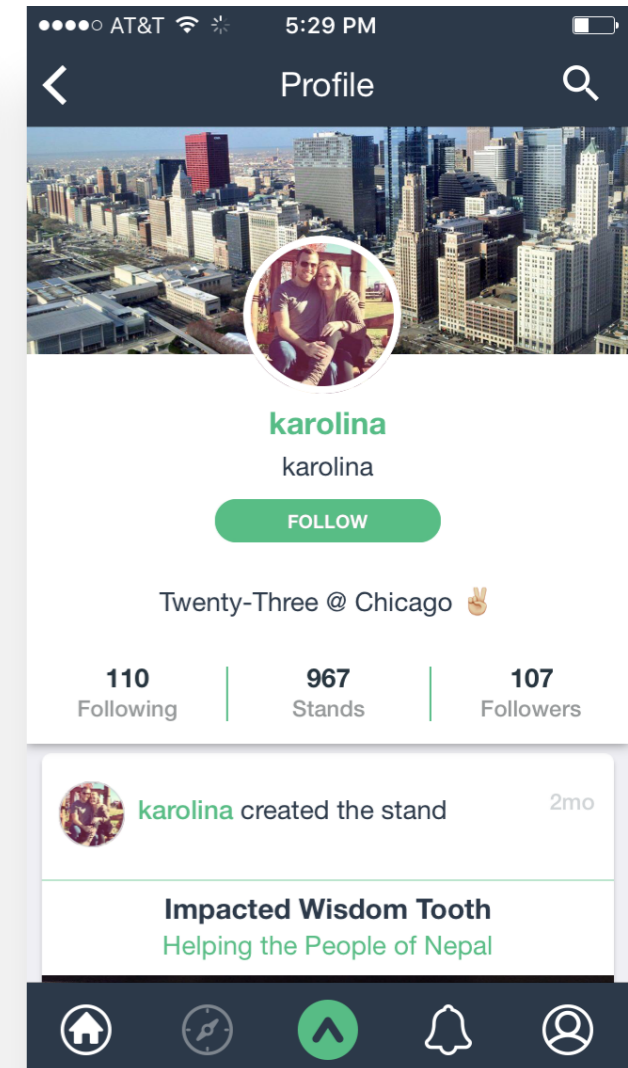 AT&T 5:29 PM
Profile
karolina
karolina
FOLLOW
Twenty-Three @ Chicago ✌🏼
110 967 107
Following Stands Followers
karolina created the stand 2mo
Impacted Wisdom Tooth
Helping the People of Nepal